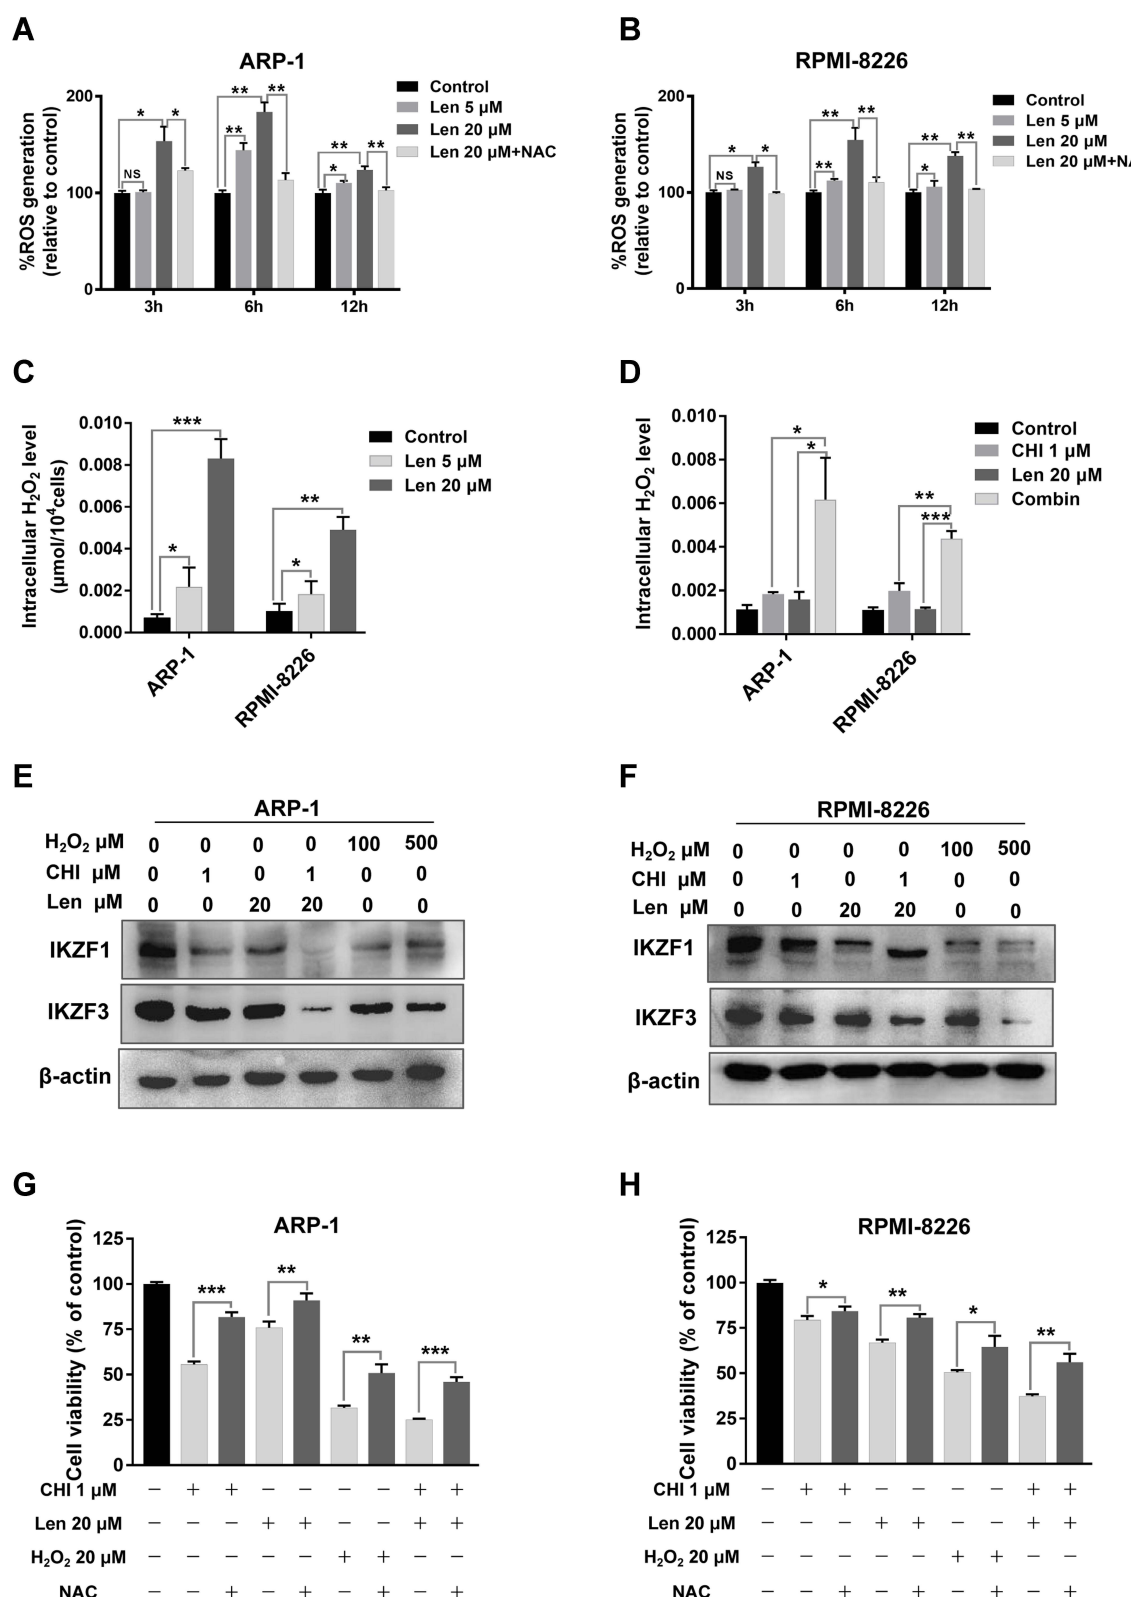 A
B
ARP-1
RPMI-8226
%ROS generation
(relative to control)
200
100
0
NS
*
*
**
**
**
*
**
**
3h
6h
12h
Control
Len 5 µM
Len 20 µM
Len 20 µM+NAC
%ROS generation
(relative to control)
200
100
0
NS
*
*
**
**
**
*
**
**
3h
6h
12h
Control
Len 5 µM
Len 20 µM
Len 20 µM+NA
C
D
Intracellular H2O2 level
(µmol/10⁴cells)
0.010
0.008
0.006
0.004
0.002
0.000
*
***
*
**
ARP-1
RPMI-8226
Control
Len 5 µM
Len 20 µM
Intracellular H2O2 level
0.010
0.008
0.006
0.004
0.002
0.000
*
*
**
***
ARP-1
RPMI-8226
Control
CHI 1 µM
Len 20 µM
Combin
E
F
ARP-1
H2O2 µM 0 0 0 0 100 500
CHI µM 0 1 0 1 0 0
Len µM 0 0 20 20 0 0
IKZF1
IKZF3
β-actin
RPMI-8226
H2O2 µM 0 0 0 0 100 500
CHI µM 0 1 0 1 0 0
Len µM 0 0 20 20 0 0
IKZF1
IKZF3
β-actin
G
H
ARP-1
Cell viability (% of control)
125
100
75
50
25
0
***
**
**
***
CHI 1 µM − + + − − − − + +
Len 20 µM − − − + + − − + +
H2O2 20 µM − − − − − + + − −
NAC − − + − + − + − +
RPMI-8226
Cell viability (% of control)
125
100
75
50
25
0
*
**
*
**
CHI 1 µM − + + − − − − + +
Len 20 µM − − − + + − − + +
H2O2 20 µM − − − − − + + − −
NAC − − + − + − + − +